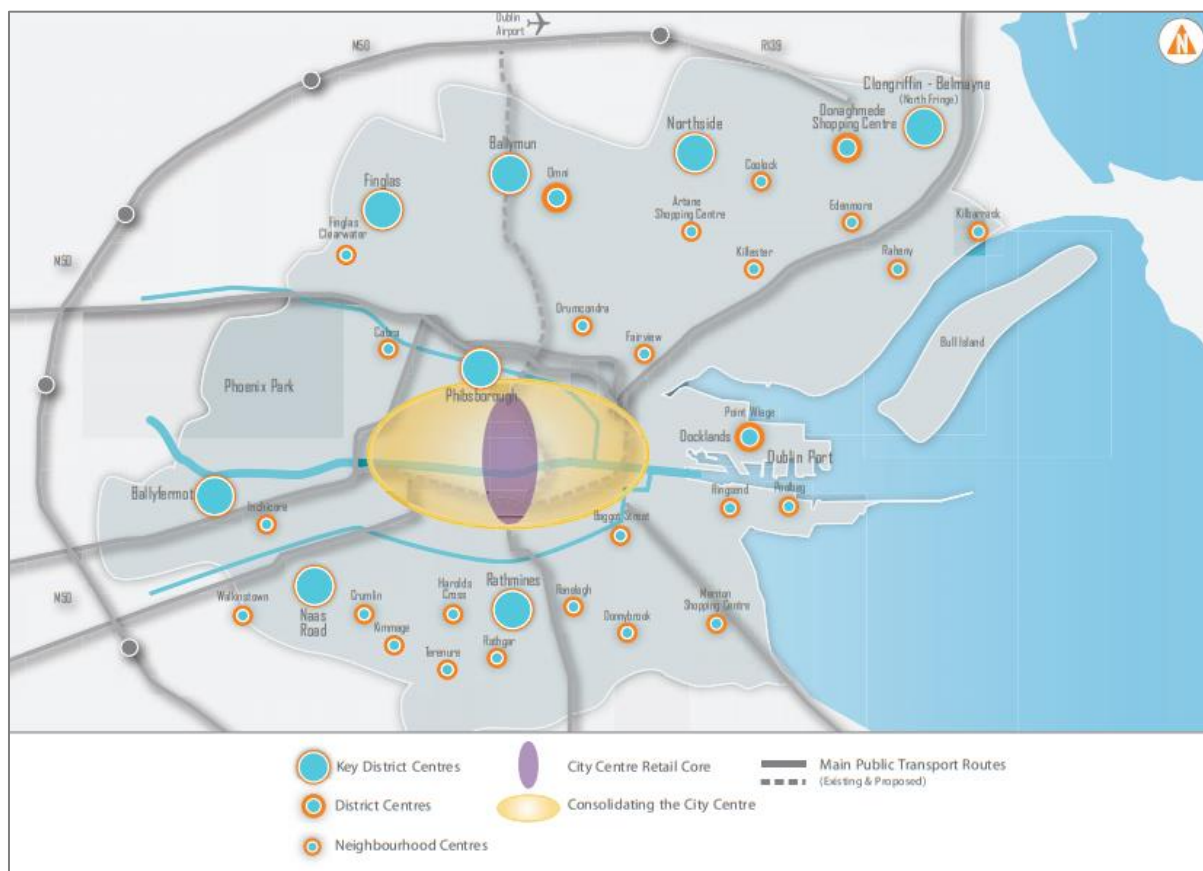 Dublin
Airport
N
M50
R139
Clongriffin - Belmayne
(North Fringe)
Donaghmede
Shopping Centre
Northside
Ballymun
Omni
Coolock
Finglas
Artane
Shopping Centre
Edenmore
Kilbarrack
Finglas
Clearwater
Killester
Raheny
M50
Drumcondra
Cabra
Fairview
Bull Island
Phoenix Park
Phibsborough
Point Village
Docklands
Dublin Port
Ballyfermot
Inchicore
Ringsend
Poolbeg
Baggot Street
M50
Walkinstown
Naas
Road
Crumlin
Kimmage
Harolds
Cross
Rathmines
Ranelagh
Donnybrook
Merrion
Shopping Centre
Terenure
Rathgar
Key District Centres
City Centre Retail Core
Main Public Transport Routes
(Existing & Proposed)
District Centres
Consolidating the City Centre
Neighbourhood Centres